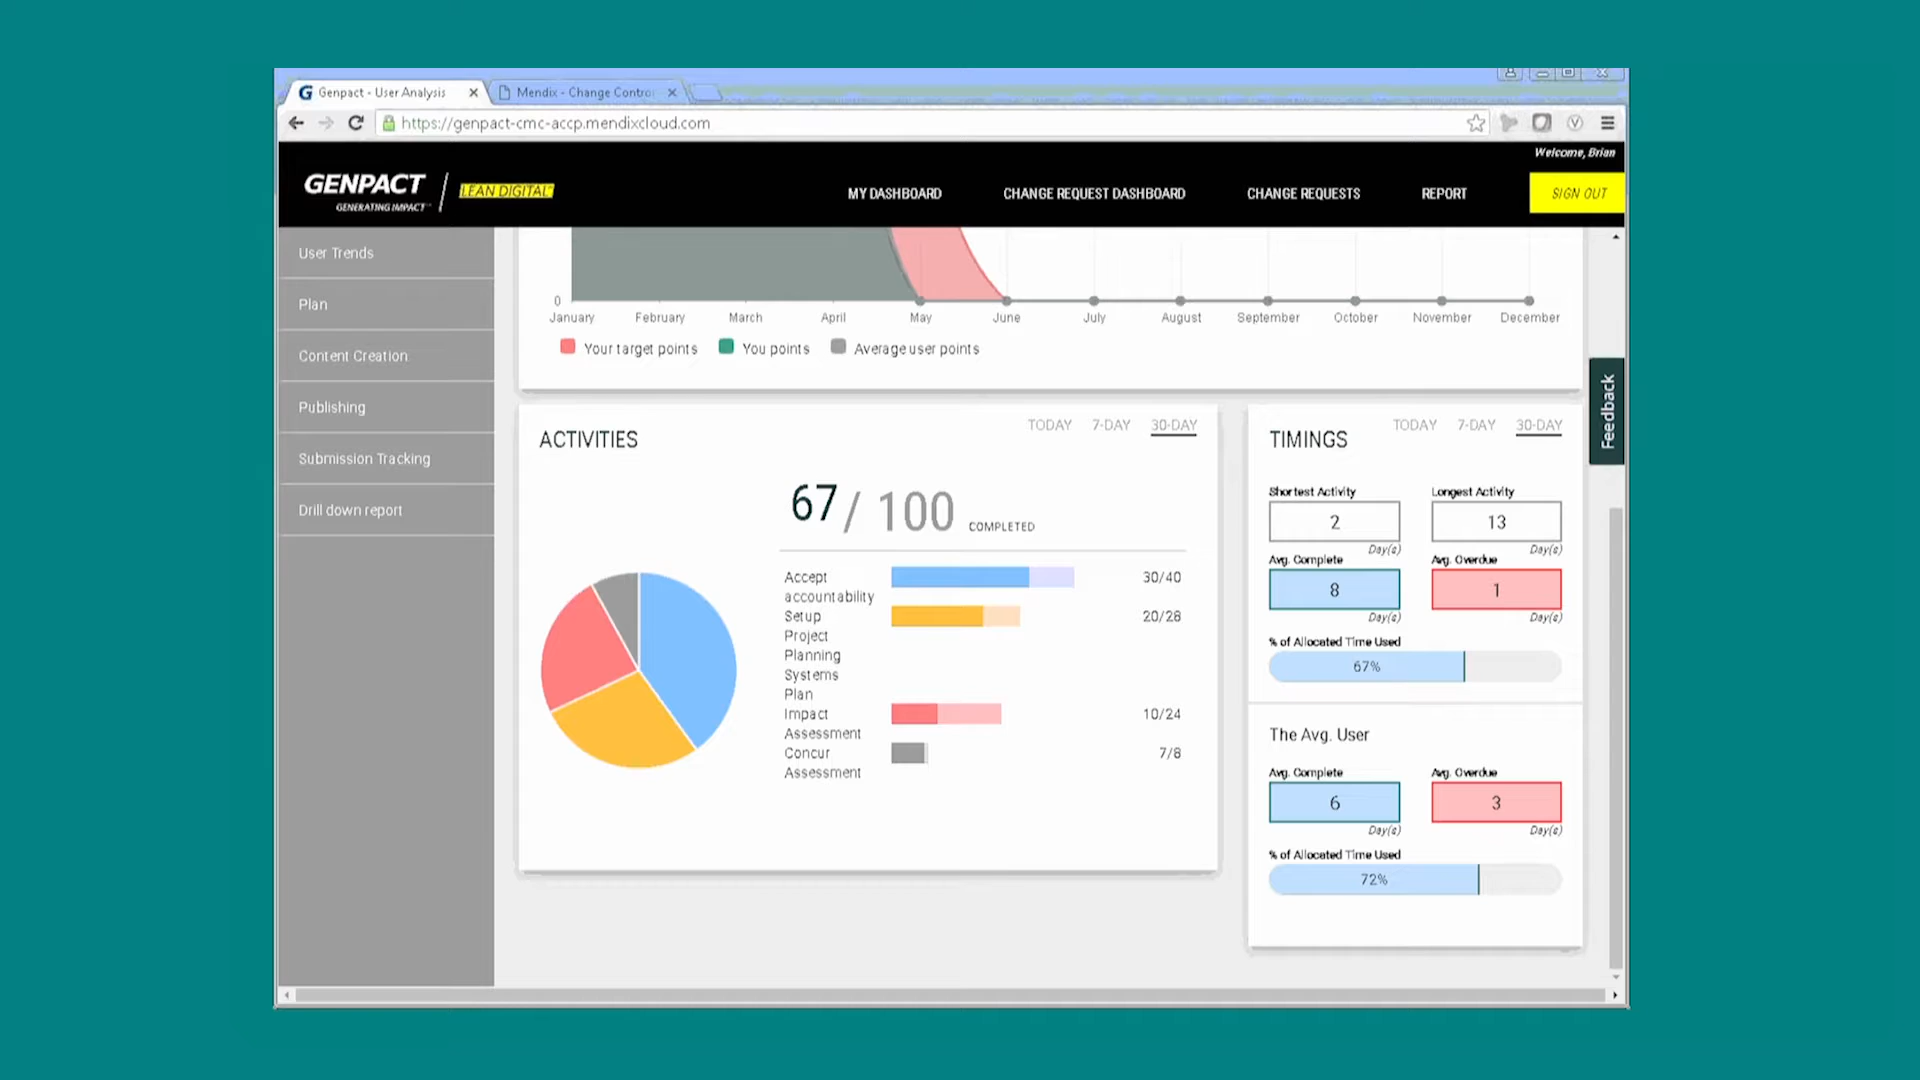 Genpact - User Analysis
Mendix - Change Contro
https://genpact-cmc-accp.mendixcloud.com
Welcome, Brian
GENPACT
GENERATING IMPACT
LEAN DIGITAL
MY DASHBOARD
CHANGE REQUEST DASHBOARD
CHANGE REQUESTS
REPORT
SIGN OUT
User Trends
Plan
Content Creation
Publishing
Submission Tracking
Drill down report
0
January February March April May June July August September October November December
Your target points You points Average user points
Feedback
ACTIVITIES
TODAY 7-DAY 30-DAY
67 / 100 COMPLETED
Accept
accountability
30/40
Setup
Project
Planning
Systems
Plan
20/28
Impact
Assessment
10/24
Concur
Assessment
7/8
TIMINGS
TODAY 7-DAY 30-DAY
Shortest Activity Longest Activity
2 13
Day(s) Day(s)
Avg. Complete Avg. Overdue
8 1
Day(s) Day(s)
% of Allocated Time Used
67%
The Avg. User
Avg. Complete Avg. Overdue
6 3
Day(s) Day(s)
% of Allocated Time Used
72%